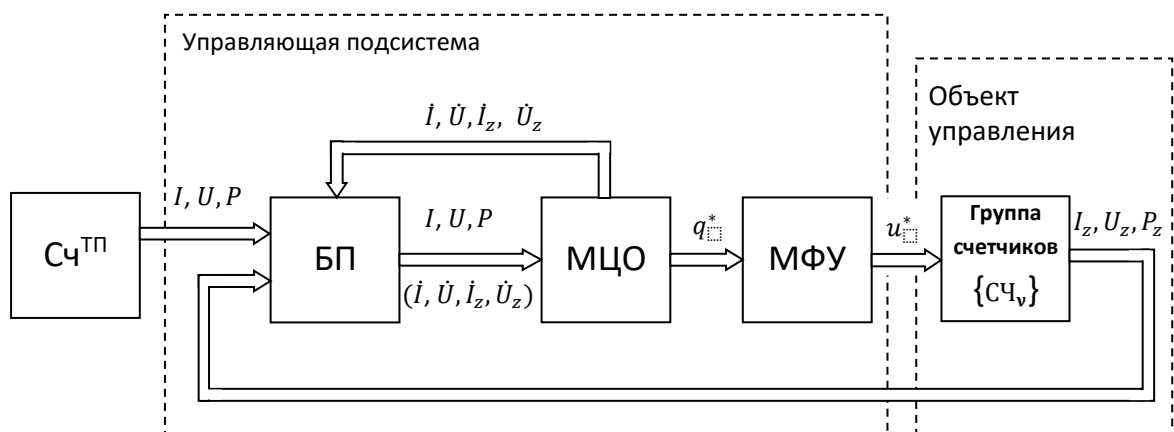 Управляющая подсистема
Объект
управления
İ, U̇, İ_z, U̇_z
I, U, P
I, U, P
q*
u*
Группа
счетчиков
{СЧ_ν}
I_z, U_z, P_z
Сч^ТП
БП
МЦО
МФУ
(İ, U̇, İ_z, U̇_z)